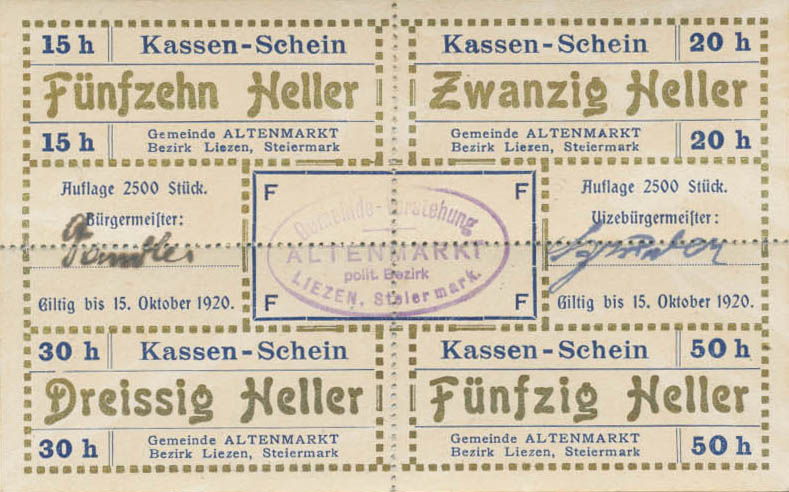 15 h Kassen-Schein
Fünfzehn Heller
15 h Gemeinde ALTENMARKT
Bezirk Liezen, Steiermark
Kassen-Schein 20 h
Zwanzig Heller
Gemeinde ALTENMARKT 20 h
Bezirk Liezen, Steiermark
Auflage 2500 Stück.
Bürgermeister:
Giltig bis 15. Oktober 1920.
F F
Gemeinde-Vorstehung
ALTENMARKT
polit. Bezirk
LIEZEN, Steiermark.
F F
Auflage 2500 Stück.
Vizebürgermeister:
Giltig bis 15. Oktober 1920.
30 h Kassen-Schein
Dreissig Heller
30 h Gemeinde ALTENMARKT
Bezirk Liezen, Steiermark
Kassen-Schein 50 h
Fünfzig Heller
Gemeinde ALTENMARKT 50 h
Bezirk Liezen, Steiermark